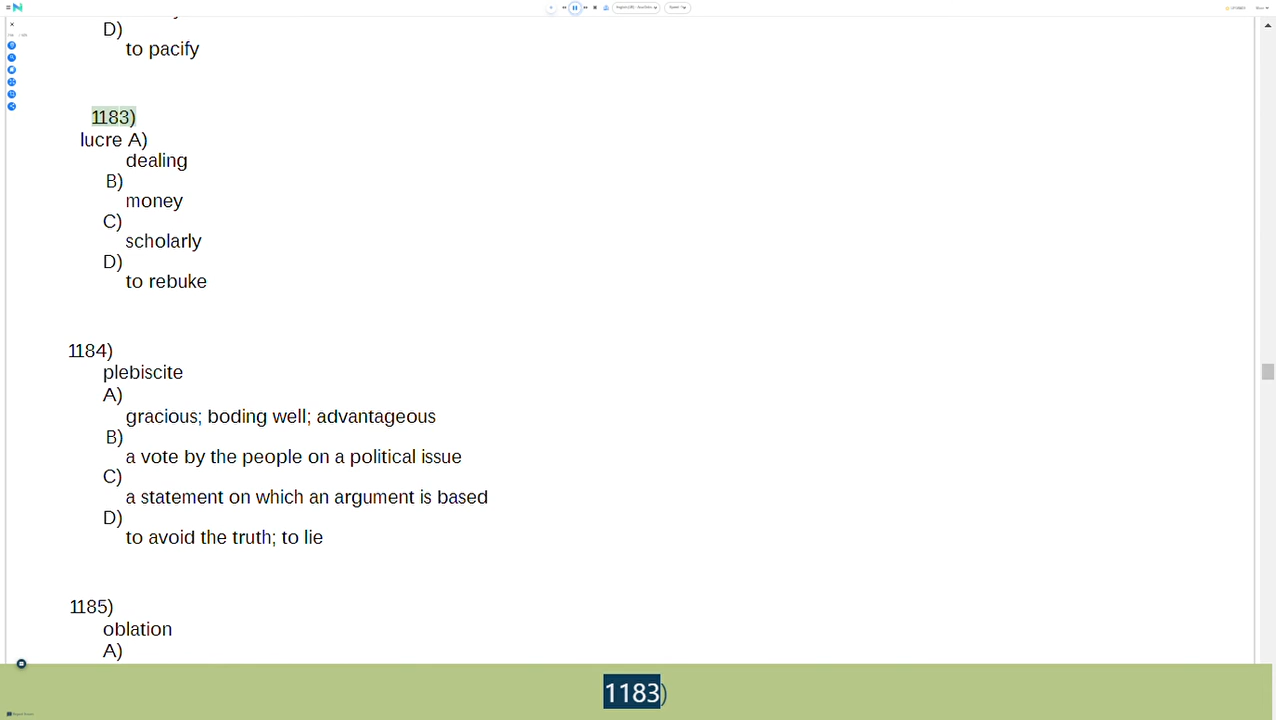 D)
to pacify
1183)
lucre A)
dealing
B)
money
C)
scholarly
D)
to rebuke
1184)
plebiscite
A)
gracious; boding well; advantageous
B)
a vote by the people on a political issue
C)
a statement on which an argument is based
D)
to avoid the truth; to lie
1185)
oblation
A)
1183)